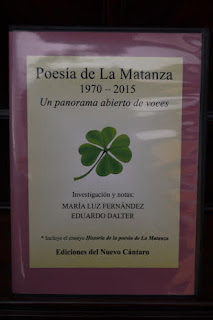 Poesía de La Matanza
1970 – 2015
Un panorama abierto de voces
Investigación y notas:
MARÍA LUZ FERNÁNDEZ
EDUARDO DALTER
* Incluye el ensayo Historia de la poesía de La Matanza
Ediciones del Nuevo Cántaro